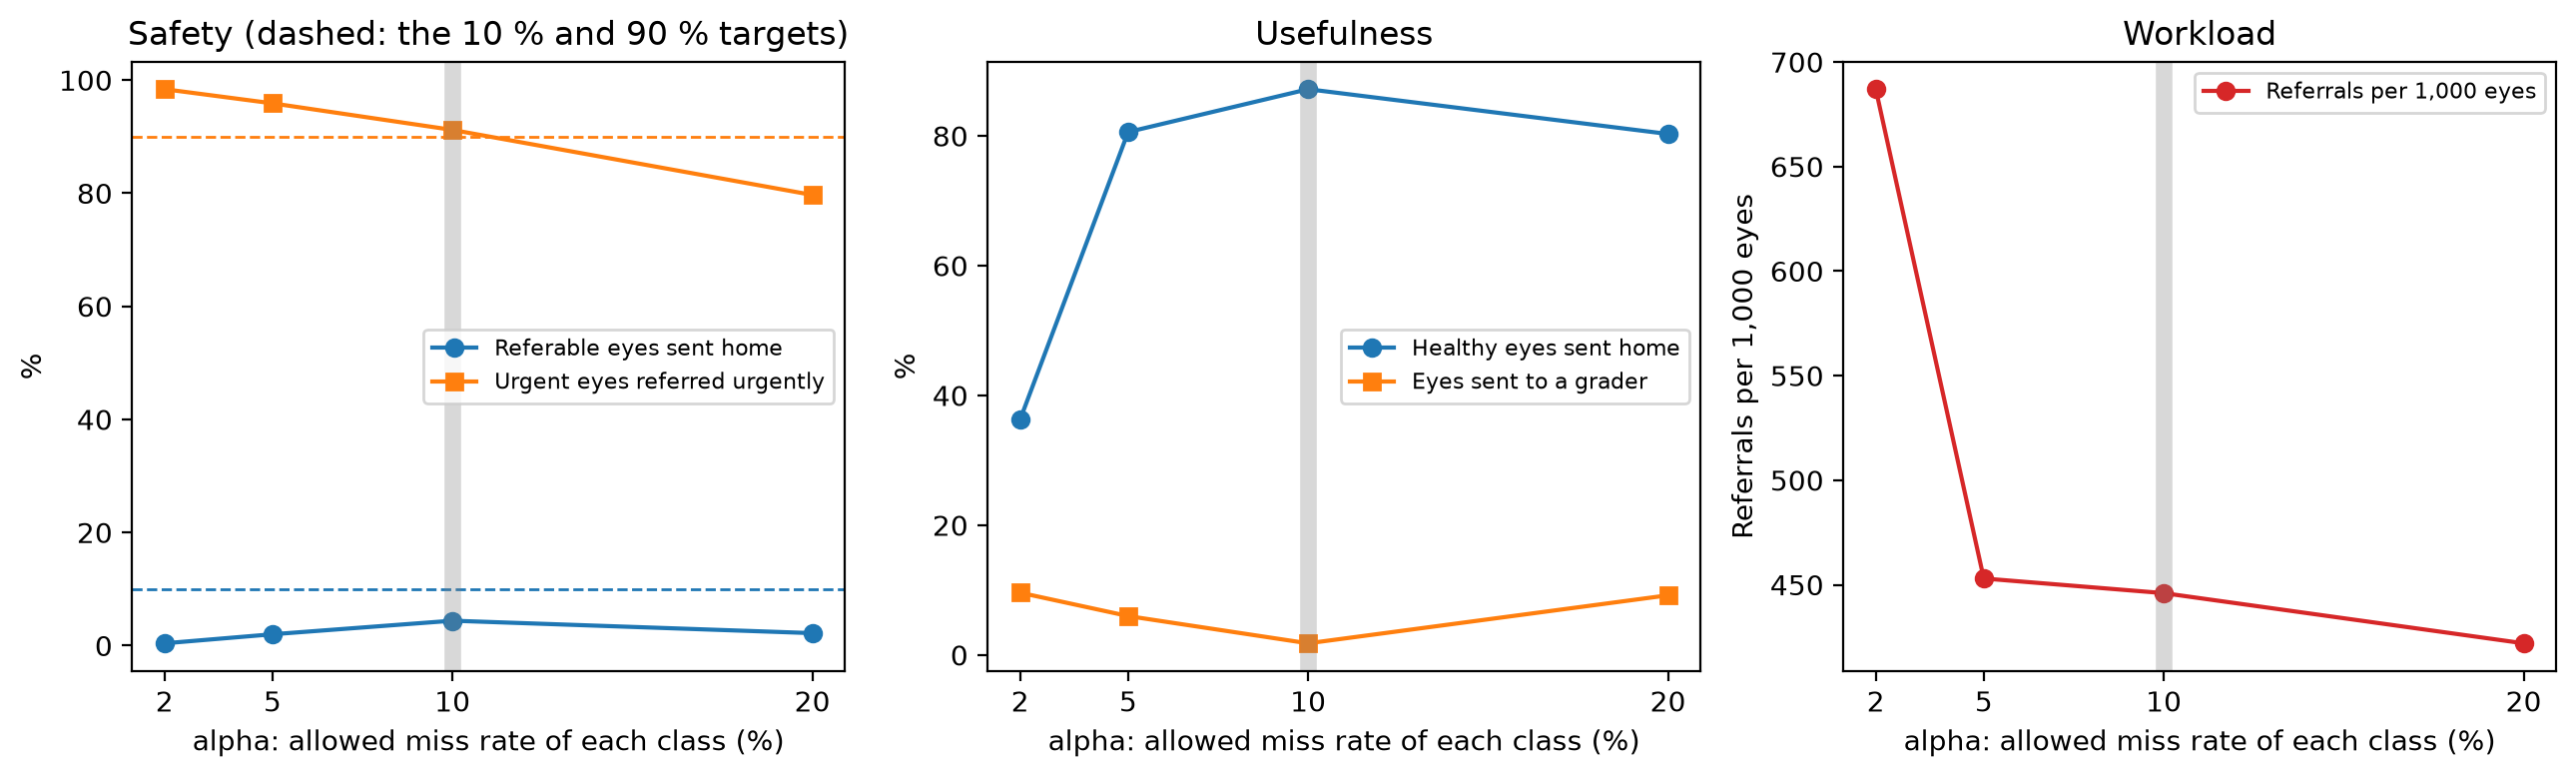 Safety (dashed: the 10 % and 90 % targets)
100
80
60
40
20
0
%
Referable eyes sent home
Urgent eyes referred urgently
2
5
10
20
alpha: allowed miss rate of each class (%)
Usefulness
80
60
40
20
0
%
Healthy eyes sent home
Eyes sent to a grader
2
5
10
20
alpha: allowed miss rate of each class (%)
Workload
700
650
600
550
500
450
Referrals per 1,000 eyes
Referrals per 1,000 eyes
2
5
10
20
alpha: allowed miss rate of each class (%)